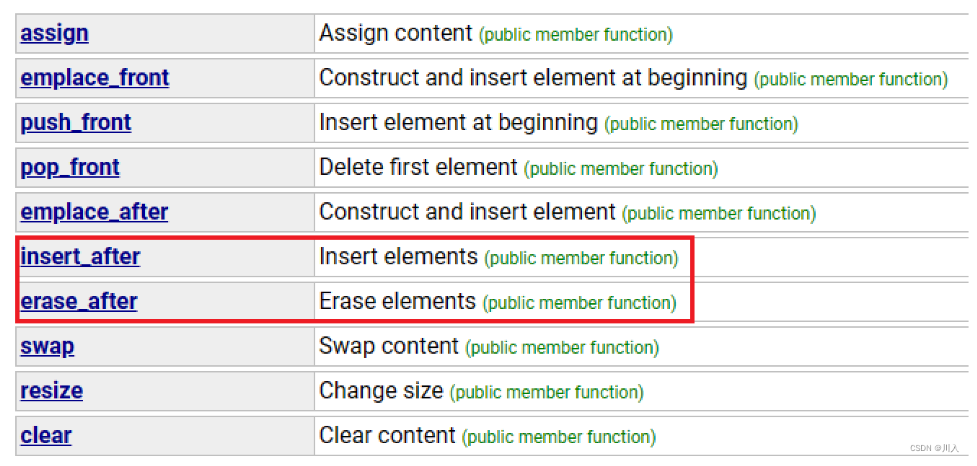 assign Assign content (public member function)
emplace_front Construct and insert element at beginning (public member function)
push_front Insert element at beginning (public member function)
pop_front Delete first element (public member function)
emplace_after Construct and insert element (public member function)
insert_after Insert elements (public member function)
erase_after Erase elements (public member function)
swap Swap content (public member function)
resize Change size (public member function)
clear Clear content (public member function)
CSDN @川入